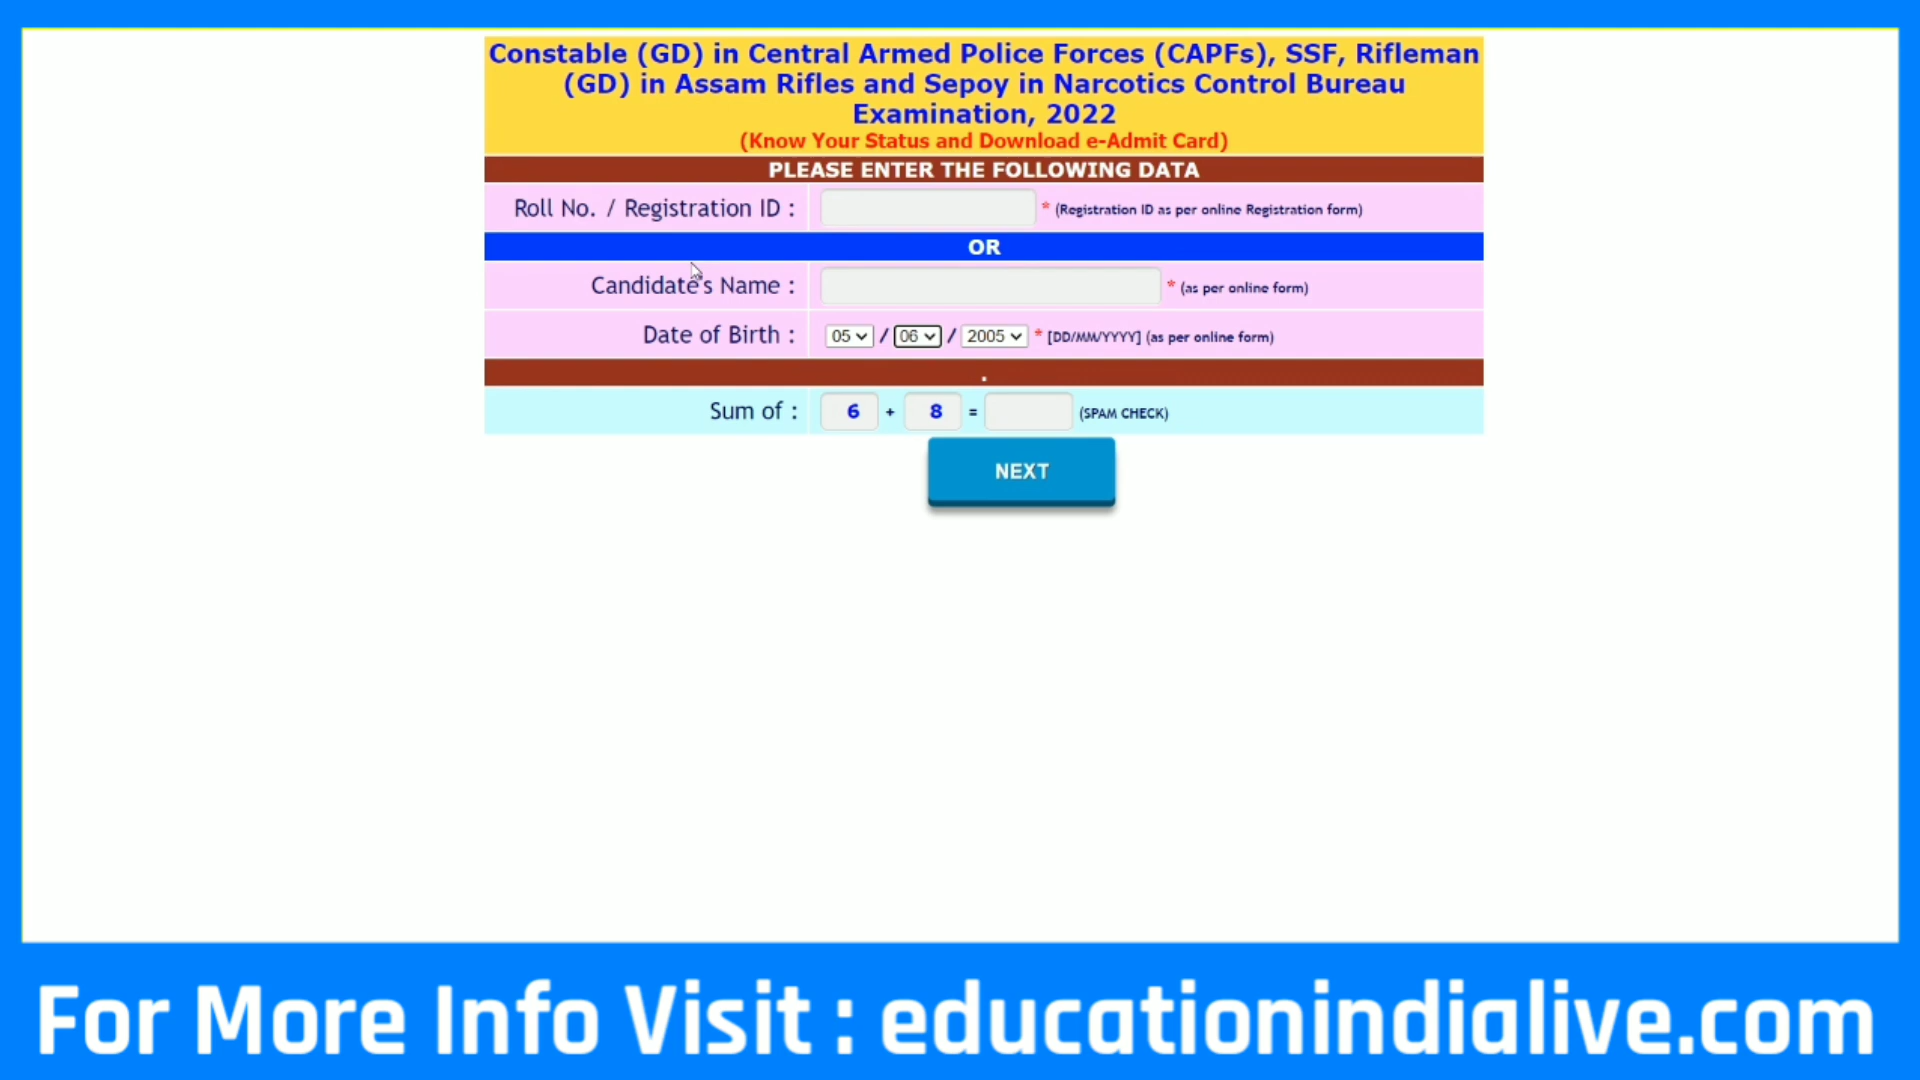 Constable (GD) in Central Armed Police Forces (CAPFs), SSF, Rifleman
(GD) in Assam Rifles and Sepoy in Narcotics Control Bureau
Examination, 2022
(Know Your Status and Download e-Admit Card)
PLEASE ENTER THE FOLLOWING DATA
Roll No. / Registration ID : * (Registration ID as per online Registration form)
OR
Candidate's Name : * (as per online form)
Date of Birth : 05 / 06 / 2005 * [DD/MM/YYYY] (as per online form)
.
Sum of : 6 + 8 = (SPAM CHECK)
NEXT
For More Info Visit : educationindialive.com